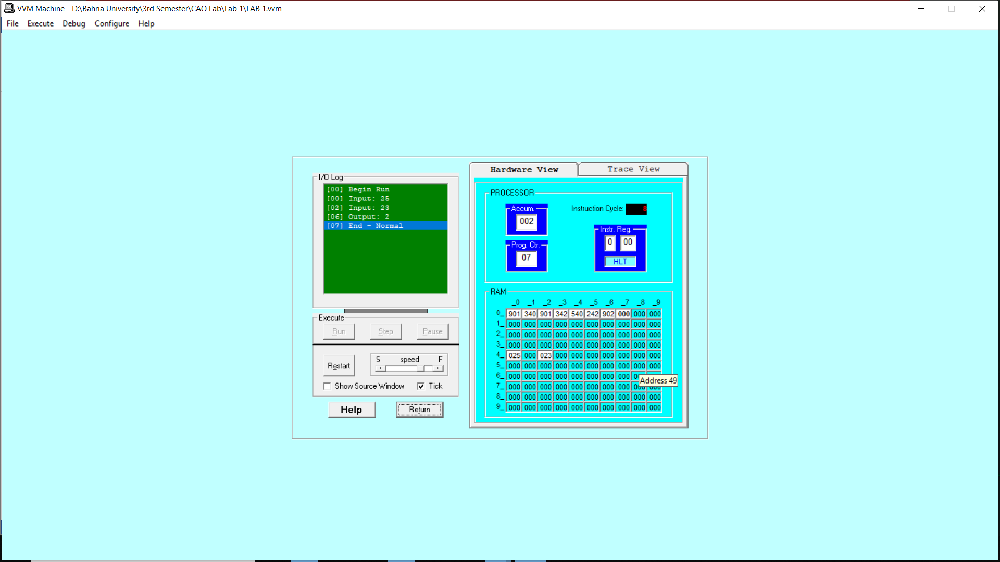 VVM Machine - D:\Bahria University\3rd Semester\CAO Lab\Lab 1\LAB 1.vvm
File Execute Debug Configure Help
I/O Log
[00] Begin Run
[00] Input: 25
[02] Input: 23
[06] Output: 2
[07] End - Normal
Execute
Run Step Pause
Restart
S speed F
Show Source Window Tick
Help Return
Hardware View Trace View
PROCESSOR
Accum.
002
Instruction Cycle: 8
Prog. Ctr.
07
Instr. Reg.
0 00
HLT
RAM
_0 _1 _2 _3 _4 _5 _6 _7 _8 _9
0_ 901 340 901 342 540 242 902 000 000 000
1_ 000 000 000 000 000 000 000 000 000 000
2_ 000 000 000 000 000 000 000 000 000 000
3_ 000 000 000 000 000 000 000 000 000 000
4_ 025 000 023 000 000 000 000 000 000 000
5_ 000 000 000 000 000 000 000 000 000 000
6_ 000 000 000 000 000 000 000 000
Address 49
7_ 000 000 000 000 000 000 000 000 000 000
8_ 000 000 000 000 000 000 000 000 000 000
9_ 000 000 000 000 000 000 000 000 000 000